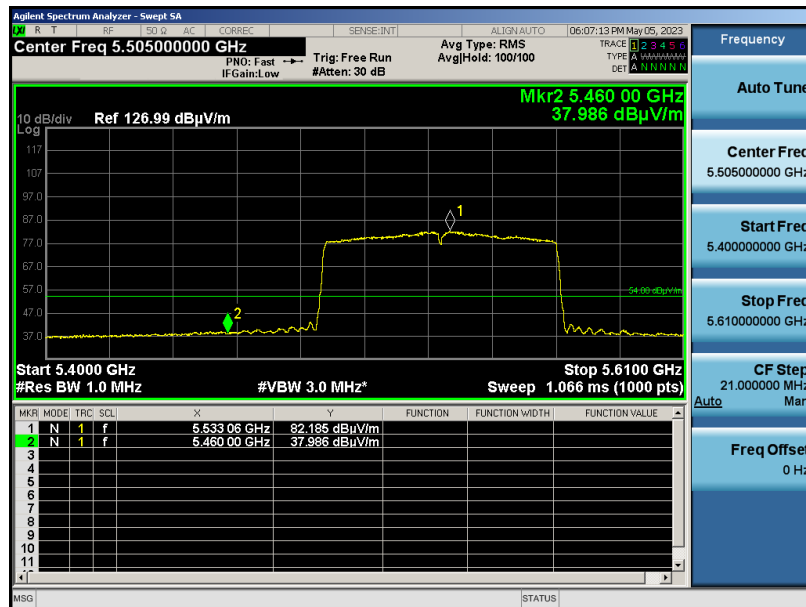 Agilent Spectrum Analyzer - Swept SA
LXI R T RF 50 Ω AC CORREC SENSE:INT ALIGN AUTO 06:07:13 PM May 05, 2023
Center Freq 5.505000000 GHz Avg Type: RMS TRACE 1 2 3 4 5 6
PNO: Fast Trig: Free Run Avg|Hold: 100/100 TYPE A WWWWW
IFGain:Low #Atten: 30 dB DET A N N N N N
Mkr2 5.460 00 GHz
37.986 dBµV/m
10 dB/div Ref 126.99 dBµV/m
Log
117
107
97.0
87.0
77.0
67.0
57.0
47.0
37.0
1
2
54.00 dBµV/m
Start 5.4000 GHz Stop 5.6100 GHz
#Res BW 1.0 MHz #VBW 3.0 MHz* Sweep 1.066 ms (1000 pts)
MKR MODE TRC SCL X Y FUNCTION FUNCTION WIDTH FUNCTION VALUE
1 N 1 f 5.533 06 GHz 82.185 dBµV/m
2 N 1 f 5.460 00 GHz 37.986 dBµV/m
3
4
5
6
7
8
9
10
11
MSG STATUS
Frequency
Auto Tune
Center Freq
5.505000000 GHz
Start Freq
5.400000000 GHz
Stop Freq
5.610000000 GHz
CF Step
21.000000 MHz
Auto Man
Freq Offset
0 Hz